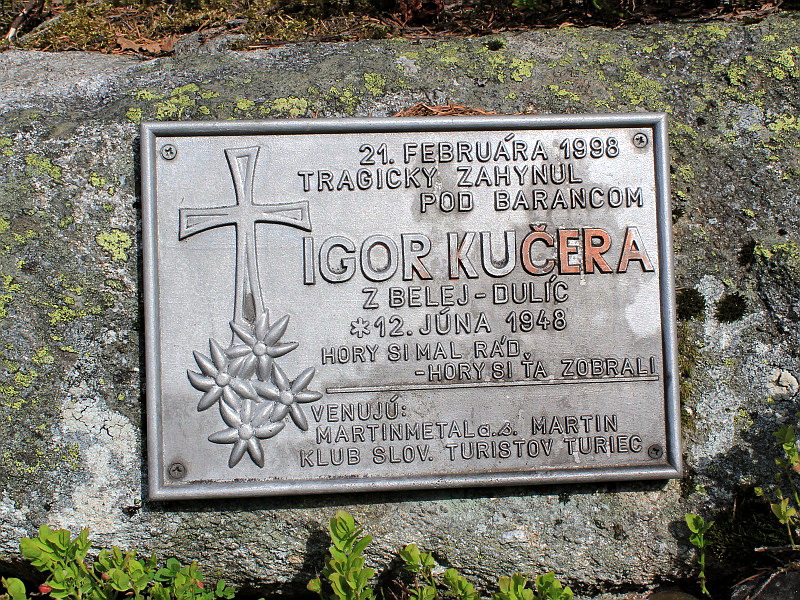 21. FEBRUÁRA 1998
TRAGICKY ZAHYNUL
POD BARANCOM
IGOR KUČERA
Z BELEJ-DULÍC
*12. JÚNA 1948
HORY SI MAL RÁD,
-HORY SI ŤA ZOBRALI
VENUJÚ:
MARTINMETAL a.s. MARTIN
KLUB SLOV. TURISTOV TURIEC